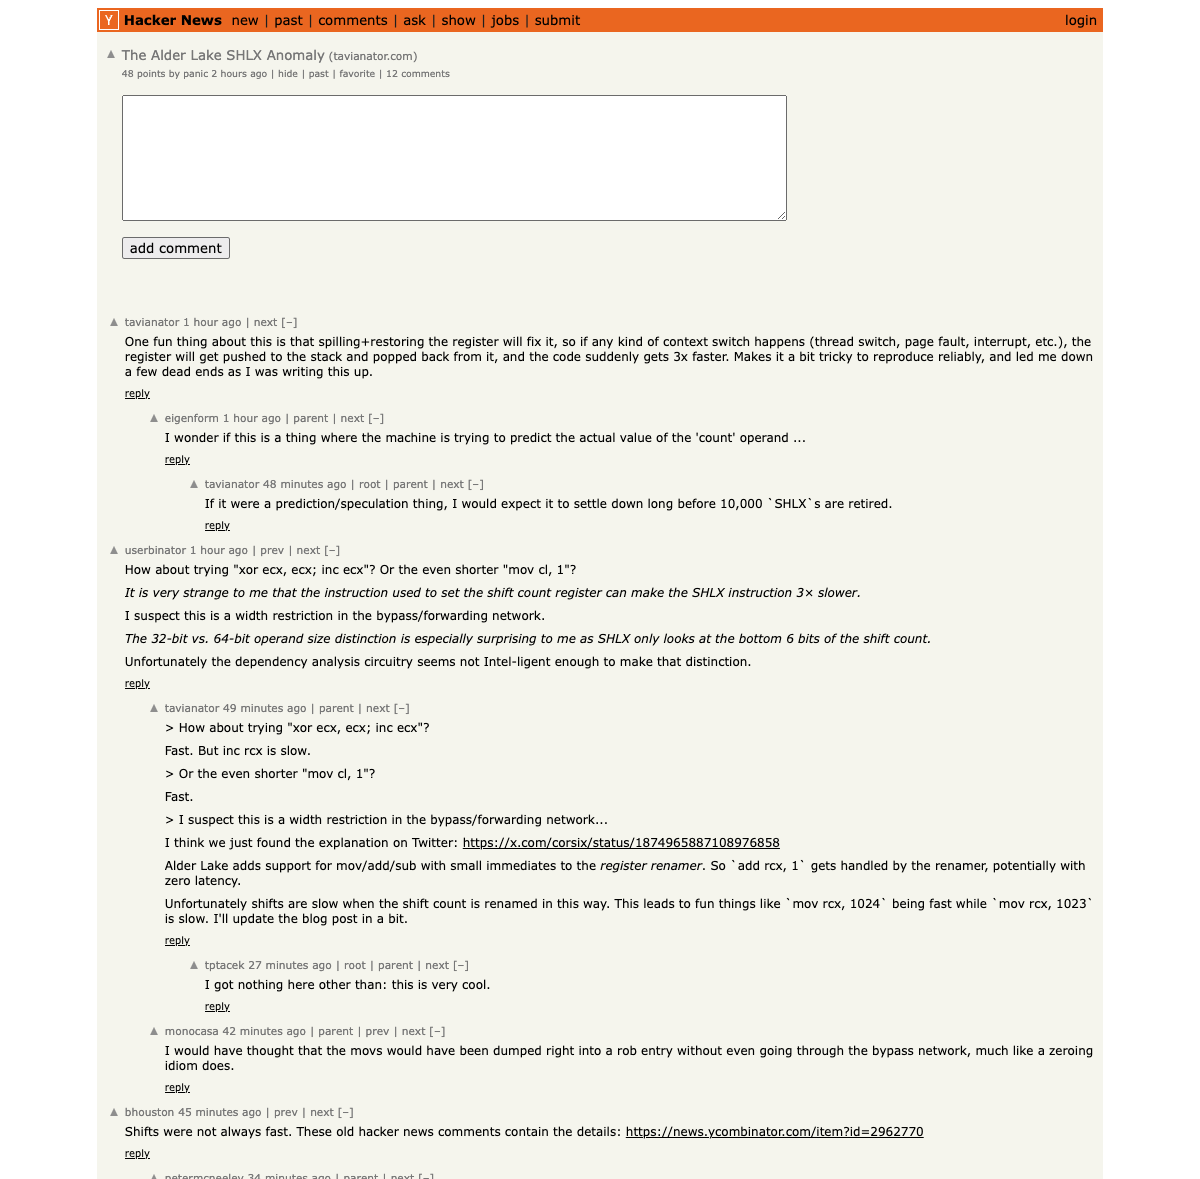 Y Hacker News new | past | comments | ask | show | jobs | submit login
▲ The Alder Lake SHLX Anomaly (tavianator.com)
48 points by panic 2 hours ago | hide | past | favorite | 12 comments
add comment
▲ tavianator 1 hour ago | next [–]
One fun thing about this is that spilling+restoring the register will fix it, so if any kind of context switch happens (thread switch, page fault, interrupt, etc.), the
register will get pushed to the stack and popped back from it, and the code suddenly gets 3x faster. Makes it a bit tricky to reproduce reliably, and led me down
a few dead ends as I was writing this up.
reply
▲ eigenform 1 hour ago | parent | next [–]
I wonder if this is a thing where the machine is trying to predict the actual value of the 'count' operand ...
reply
▲ tavianator 48 minutes ago | root | parent | next [–]
If it were a prediction/speculation thing, I would expect it to settle down long before 10,000 `SHLX`s are retired.
reply
▲ userbinator 1 hour ago | prev | next [–]
How about trying "xor ecx, ecx; inc ecx"? Or the even shorter "mov cl, 1"?
It is very strange to me that the instruction used to set the shift count register can make the SHLX instruction 3× slower.
I suspect this is a width restriction in the bypass/forwarding network.
The 32-bit vs. 64-bit operand size distinction is especially surprising to me as SHLX only looks at the bottom 6 bits of the shift count.
Unfortunately the dependency analysis circuitry seems not Intel-ligent enough to make that distinction.
reply
▲ tavianator 49 minutes ago | parent | next [–]
> How about trying "xor ecx, ecx; inc ecx"?
Fast. But inc rcx is slow.
> Or the even shorter "mov cl, 1"?
Fast.
> I suspect this is a width restriction in the bypass/forwarding network...
I think we just found the explanation on Twitter: https://x.com/corsix/status/1874965887108976858
Alder Lake adds support for mov/add/sub with small immediates to the register renamer. So `add rcx, 1` gets handled by the renamer, potentially with
zero latency.
Unfortunately shifts are slow when the shift count is renamed in this way. This leads to fun things like `mov rcx, 1024` being fast while `mov rcx, 1023`
is slow. I'll update the blog post in a bit.
reply
▲ tptacek 27 minutes ago | root | parent | next [–]
I got nothing here other than: this is very cool.
reply
▲ monocasa 42 minutes ago | parent | prev | next [–]
I would have thought that the movs would have been dumped right into a rob entry without even going through the bypass network, much like a zeroing
idiom does.
reply
▲ bhouston 45 minutes ago | prev | next [–]
Shifts were not always fast. These old hacker news comments contain the details: https://news.ycombinator.com/item?id=2962770
reply
▲ petermcneeley 34 minutes ago | parent | next [–]